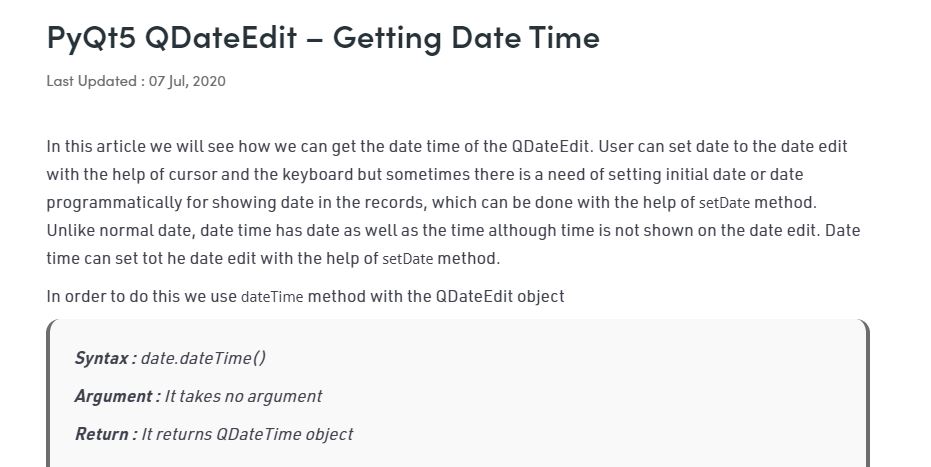 PyQt5 QDateEdit – Getting Date Time
Last Updated : 07 Jul, 2020
In this article we will see how we can get the date time of the QDateEdit. User can set date to the date edit
with the help of cursor and the keyboard but sometimes there is a need of setting initial date or date
programmatically for showing date in the records, which can be done with the help of setDate method.
Unlike normal date, date time has date as well as the time although time is not shown on the date edit. Date
time can set tot he date edit with the help of setDate method.
In order to do this we use dateTime method with the QDateEdit object
Syntax : date.dateTime()
Argument : It takes no argument
Return : It returns QDateTime object